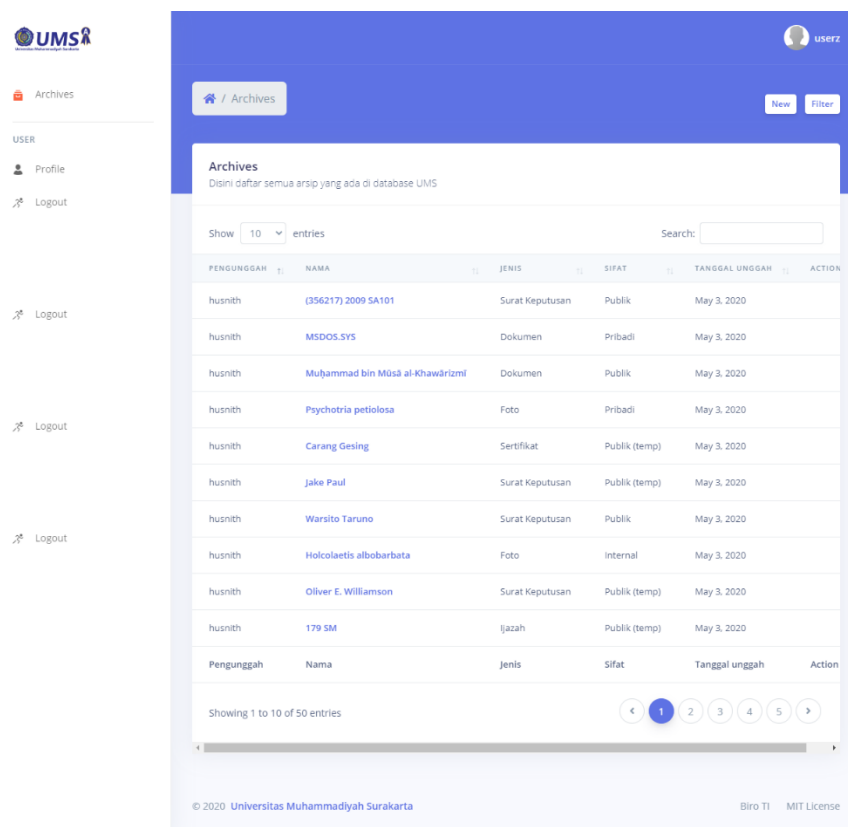 UMS
Universitas Muhammadiyah Surakarta
userz
Archives
/ Archives
New Filter
USER
Profile
Logout
Archives
Disini daftar semua arsip yang ada di database UMS
Show 10 entries Search:
PENGUNGGAH NAMA JENIS SIFAT TANGGAL UNGGAH ACTION
husnith (356217) 2009 SA101 Surat Keputusan Publik May 3, 2020
Logout
husnith MSDOS.SYS Dokumen Pribadi May 3, 2020
husnith Muḥammad bin Mūsā al-Khawārizmī Dokumen Publik May 3, 2020
husnith Psychotria petiolosa Foto Pribadi May 3, 2020
Logout
husnith Carang Gesing Sertifikat Publik (temp) May 3, 2020
husnith Jake Paul Surat Keputusan Publik (temp) May 3, 2020
husnith Warsito Taruno Surat Keputusan Publik May 3, 2020
Logout
husnith Holcolaetis albobarbata Foto Internal May 3, 2020
husnith Oliver E. Williamson Surat Keputusan Publik (temp) May 3, 2020
husnith 179 SM Ijazah Publik (temp) May 3, 2020
Pengunggah Nama Jenis Sifat Tanggal unggah Action
Showing 1 to 10 of 50 entries 1 2 3 4 5
© 2020 Universitas Muhammadiyah Surakarta Biro TI MIT License